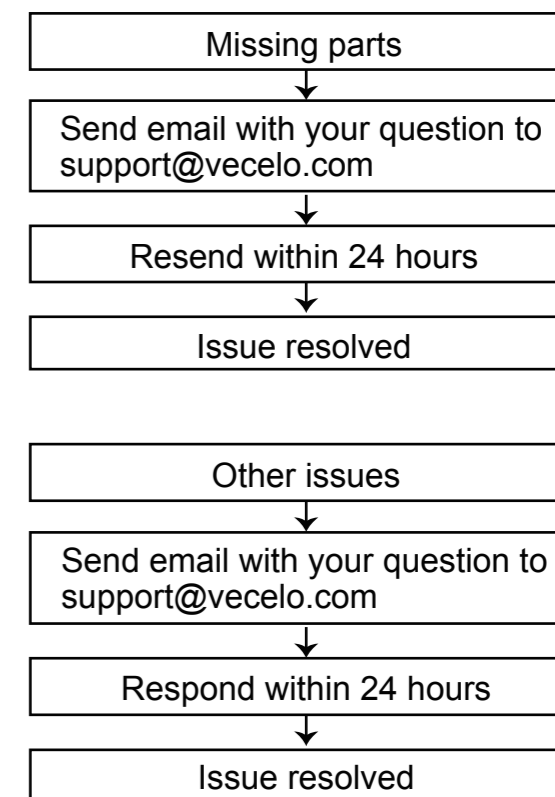 Missing parts
Send email with your question to
support@vecelo.com
Resend within 24 hours
Issue resolved
Other issues
Send email with your question to
support@vecelo.com
Respond within 24 hours
Issue resolved